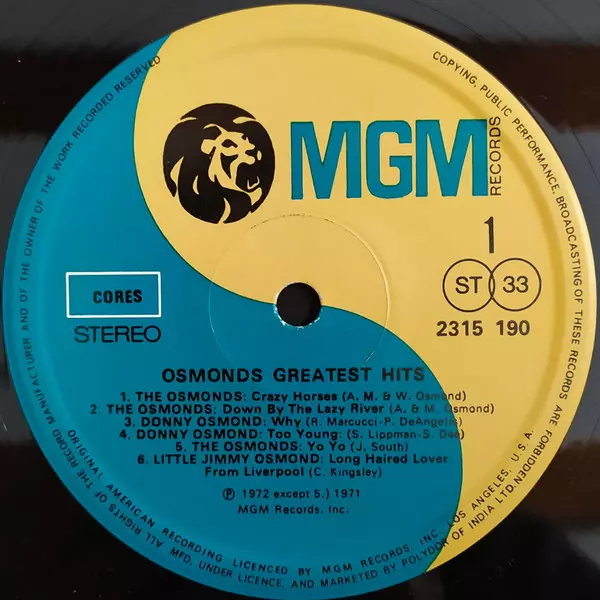 MGM
RECORDS
1
ST 33
2315 190
CORES
STEREO
OSMONDS GREATEST HITS
1. THE OSMONDS: Crazy Horses (A. M. & W. Osmond)
2. THE OSMONDS: Down By The Lazy River (A. & M. Osmond)
3. DONNY OSMOND: Why (R. Marcucci-P. DeAngelis)
4. DONNY OSMOND: Too Young: (S. Lippman-S. Dee)
5. THE OSMONDS: Yo Yo (J. South)
6. LITTLE JIMMY OSMOND: Long Haired Lover
From Liverpool (C. Kingsley)
℗ 1972 except 5.) 1971
MGM Records. Inc.
ALL RIGHTS OF THE RECORD MANUFACTURER AND OF THE OWNER OF THE WORK RECORDED RESERVED
COPYING, PUBLIC PERFORMANCE, BROADCASTING OF THESE RECORDS ARE FORBIDDEN
ORIGINAL AMERICAN RECORDING LICENCED BY MGM RECORDS, INC. LOS ANGELES, U.S.A.
MFD. UNDER LICENCE, AND MARKETED BY POLYDOR OF INDIA LTD.